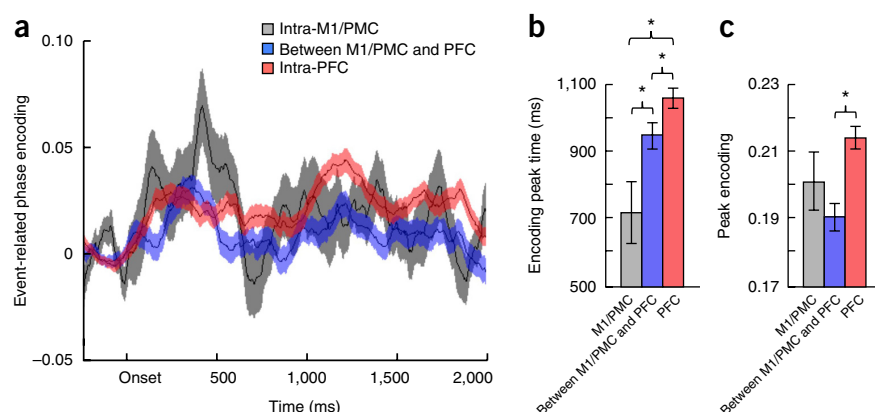 a
Event-related phase encoding
0.10
0.05
0
−0.05
Onset
500
1,000
1,500
2,000
Time (ms)
Intra-M1/PMC
Between M1/PMC and PFC
Intra-PFC
b
Encoding peak time (ms)
1,100
900
700
500
*
*
*
M1/PMC
Between M1/PMC and PFC
PFC
c
Peak encoding
0.23
0.21
0.19
0.17
*
M1/PMC
Between M1/PMC and PFC
PFC